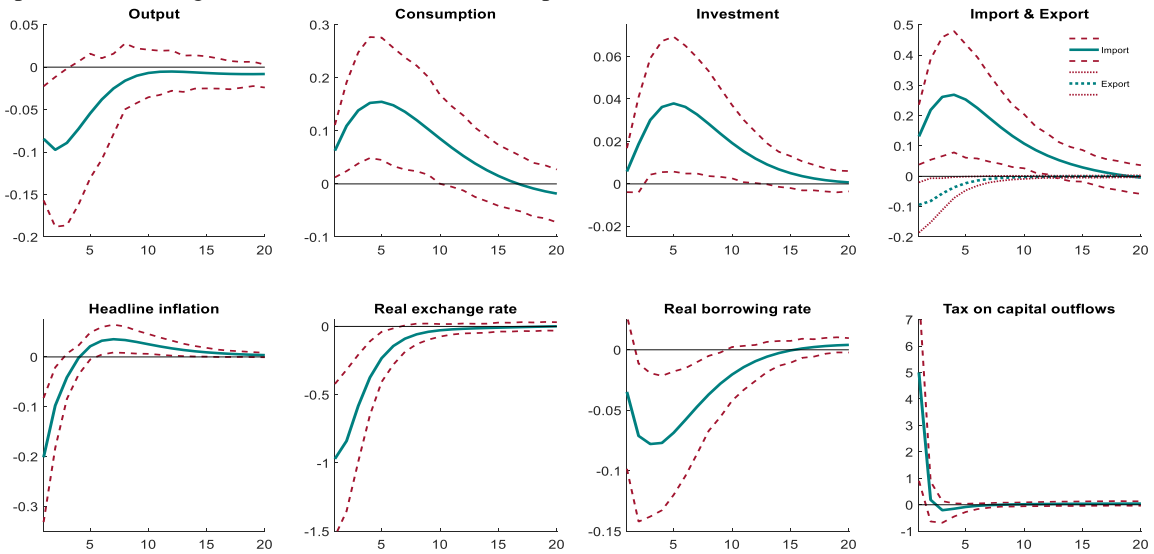 Output
0.05
0
-0.05
-0.1
-0.15
-0.2
5 10 15 20
Consumption
0.3
0.2
0.1
0
-0.1
5 10 15 20
Investment
0.06
0.04
0.02
0
-0.02
5 10 15 20
Import & Export
0.5
0.4
0.3
0.2
0.1
0
-0.1
-0.2
5 10 15 20
Import
Export
Headline inflation
0
-0.1
-0.2
-0.3
5 10 15 20
Real exchange rate
0
-0.5
-1
-1.5
5 10 15 20
Real borrowing rate
0
-0.05
-0.1
-0.15
5 10 15 20
Tax on capital outflows
7
6
5
4
3
2
1
0
-1
5 10 15 20